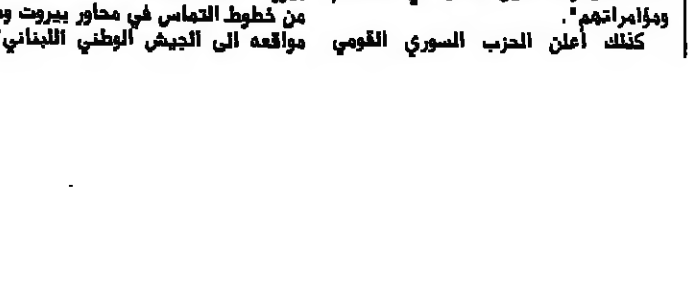 ومؤامراتهم".
كذلك أعلن الحزب السوري القومي
من خطوط التماس في محاور بيروت
مواقعه الى الجيش الوطني اللبناني